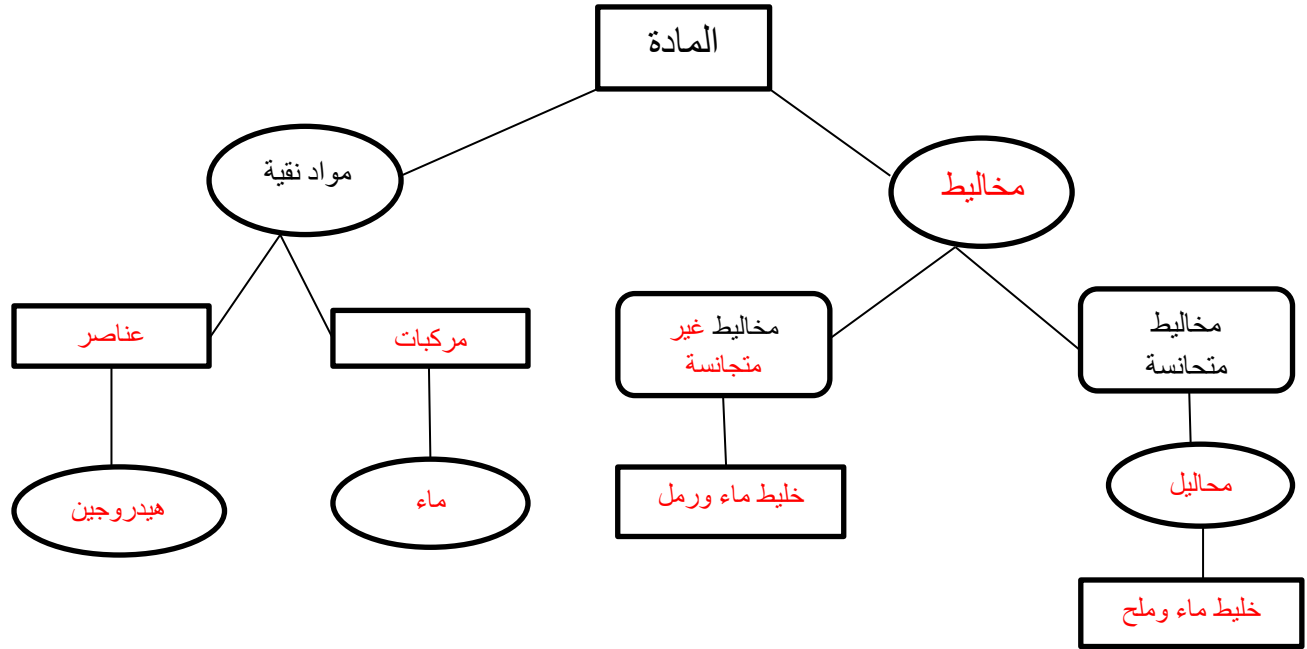 المادة
مواد نقية
مخاليط
عناصر
مركبات
مخاليط غير
متجانسة
مخاليط
متحانسة
هيدروجين
ماء
خليط ماء ورمل
محاليل
خليط ماء وملح